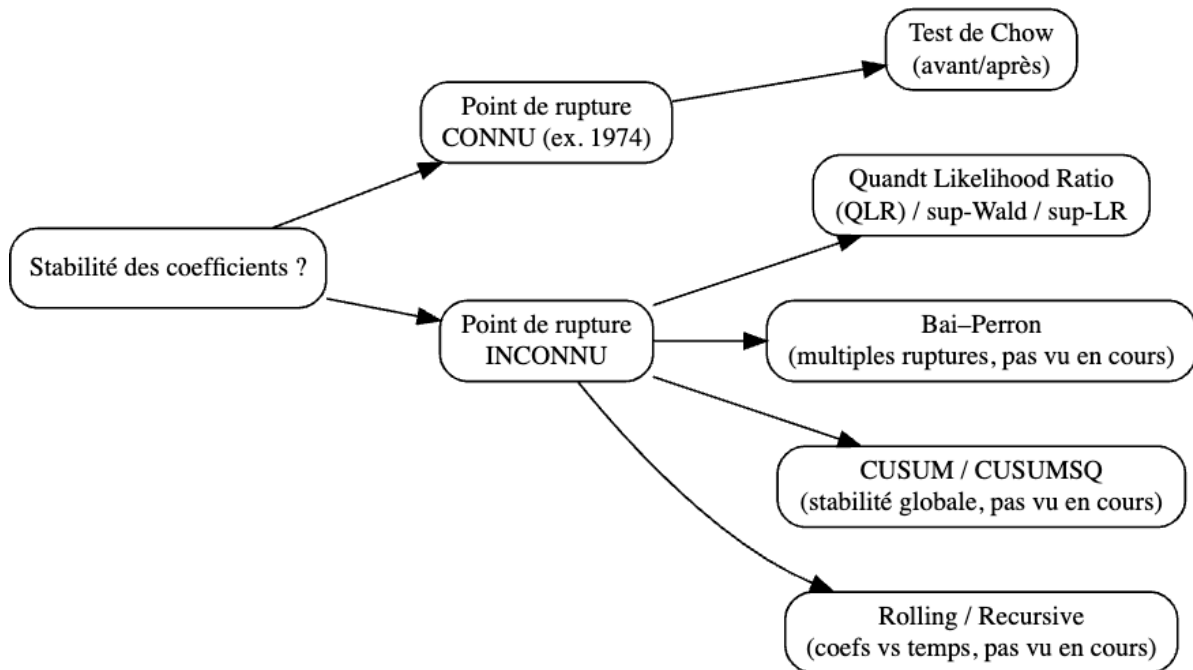 Stabilité des coefficients ?
Point de rupture
CONNU (ex. 1974)
Test de Chow
(avant/après)
Point de rupture
INCONNU
Quandt Likelihood Ratio
(QLR) / sup-Wald / sup-LR
Bai–Perron
(multiples ruptures, pas vu en cours)
CUSUM / CUSUMSQ
(stabilité globale, pas vu en cours)
Rolling / Recursive
(coefs vs temps, pas vu en cours)